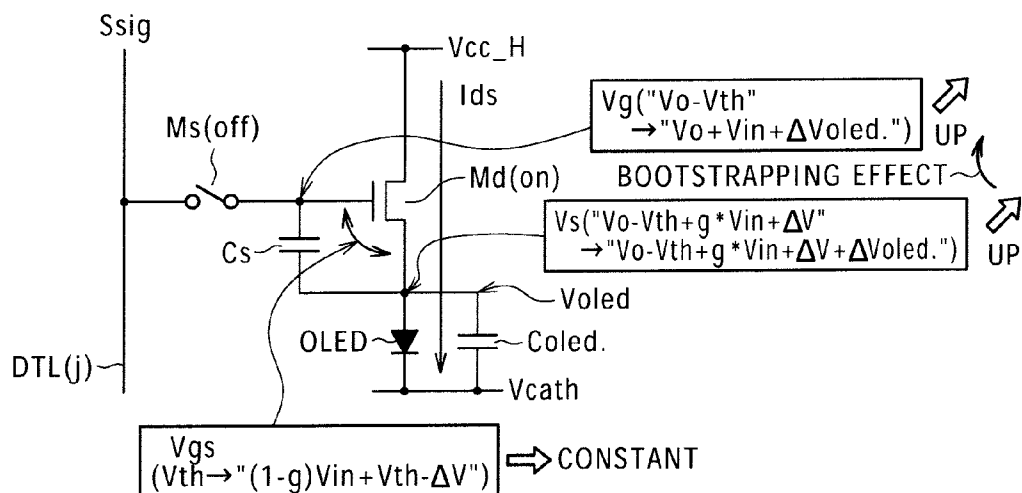 Ssig
Vcc_H
Ids
Ms(off)
Vg("Vo-Vth"
→"Vo+Vin+ΔVoled.")
UP
Md(on)
BOOTSTRAPPING EFFECT
Vs("Vo-Vth+g*Vin+ΔV"
→"Vo-Vth+g*Vin+ΔV+ΔVoled.")
UP
Cs
Voled
OLED
Coled.
DTL(j)
Vcath
Vgs
(Vth→"(1-g)Vin+Vth-ΔV")
CONSTANT